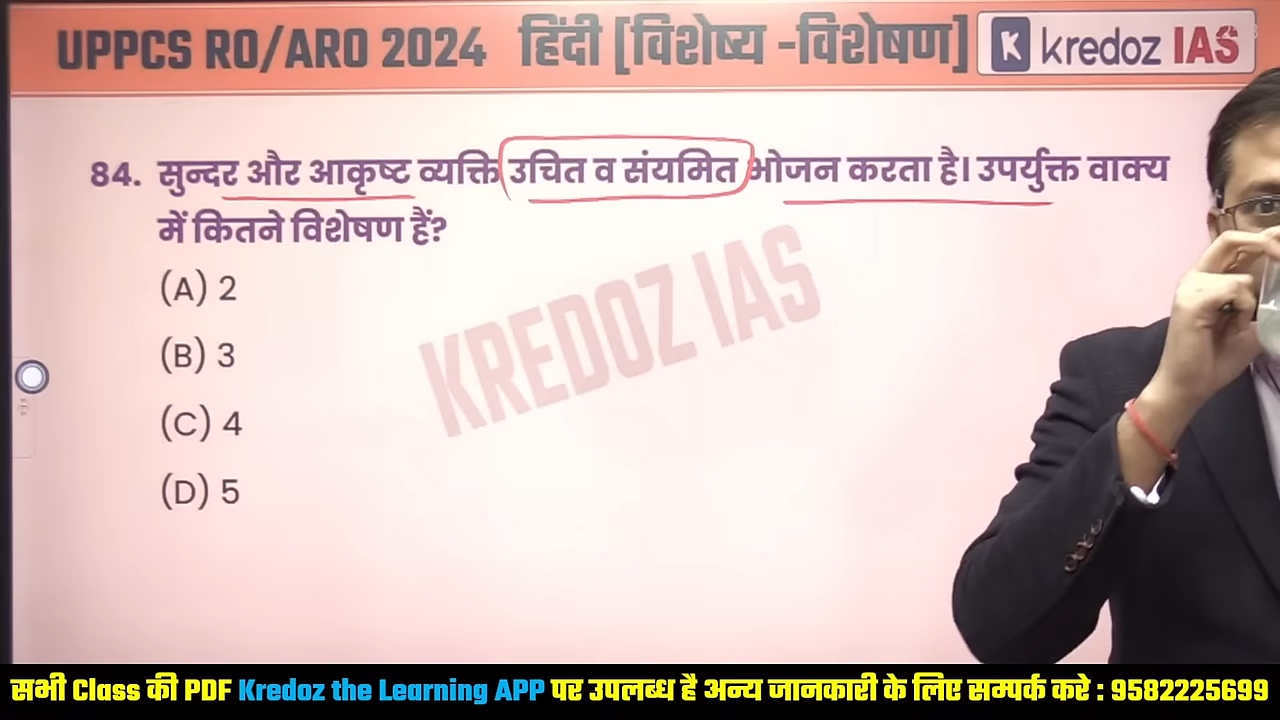 UPPCS RO/ARO 2024 हिंदी [विशेष्य -विशेषण]
K kredoz IAS
84. सुन्दर और आकृष्ट व्यक्ति उचित व संयमित भोजन करता है। उपर्युक्त वाक्य
में कितने विशेषण हैं?
(A) 2
(B) 3
(C) 4
(D) 5
KREDOZ IAS
सभी Class की PDF Kredoz the Learning APP पर उपलब्ध है अन्य जानकारी के लिए सम्पर्क करे : 9582225699